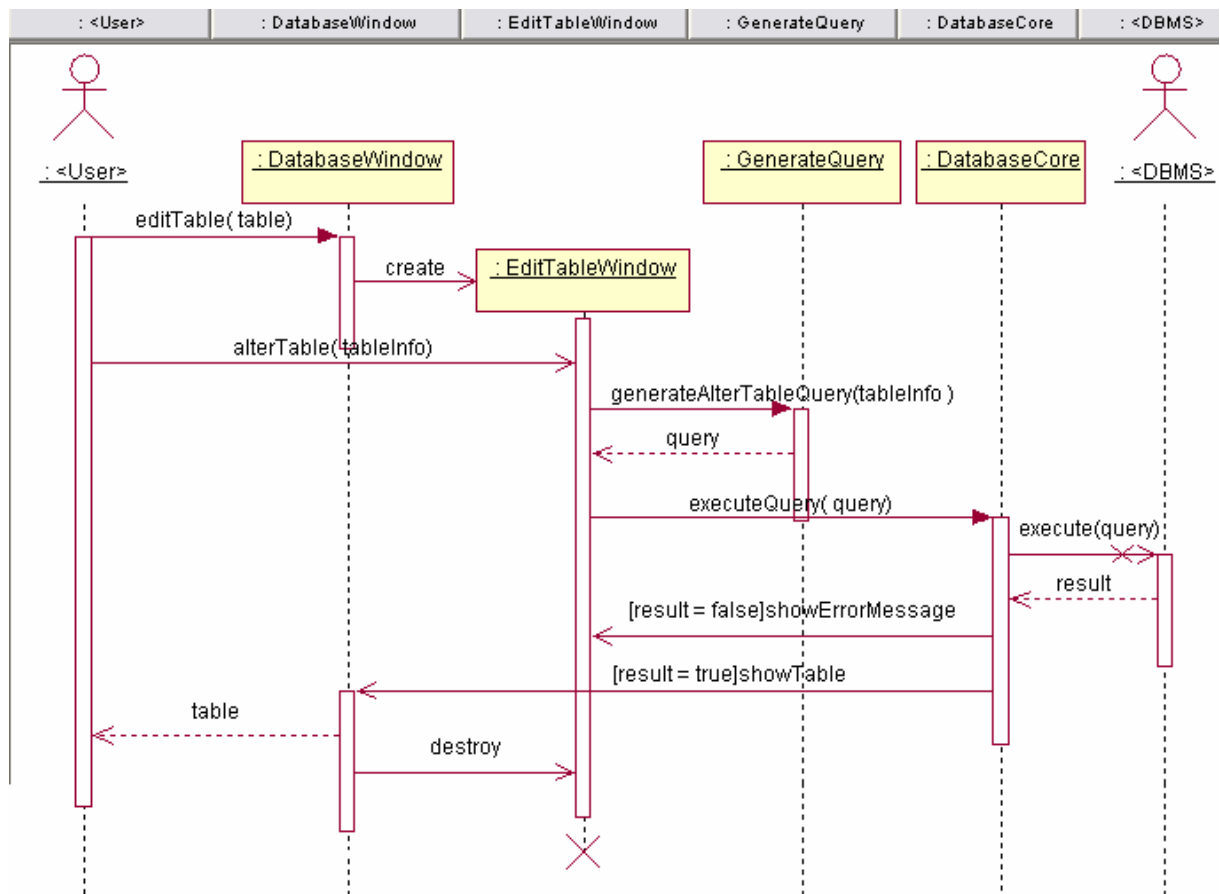 : <User>
: DatabaseWindow
: EditTableWindow
: GenerateQuery
: DatabaseCore
: <DBMS>
: <User>
: DatabaseWindow
: GenerateQuery
: DatabaseCore
: <DBMS>
editTable( table)
create
: EditTableWindow
alterTable( tableInfo)
generateAlterTableQuery(tableInfo )
query
executeQuery( query)
execute(query)
result
[result = false]showErrorMessage
[result = true]showTable
table
destroy